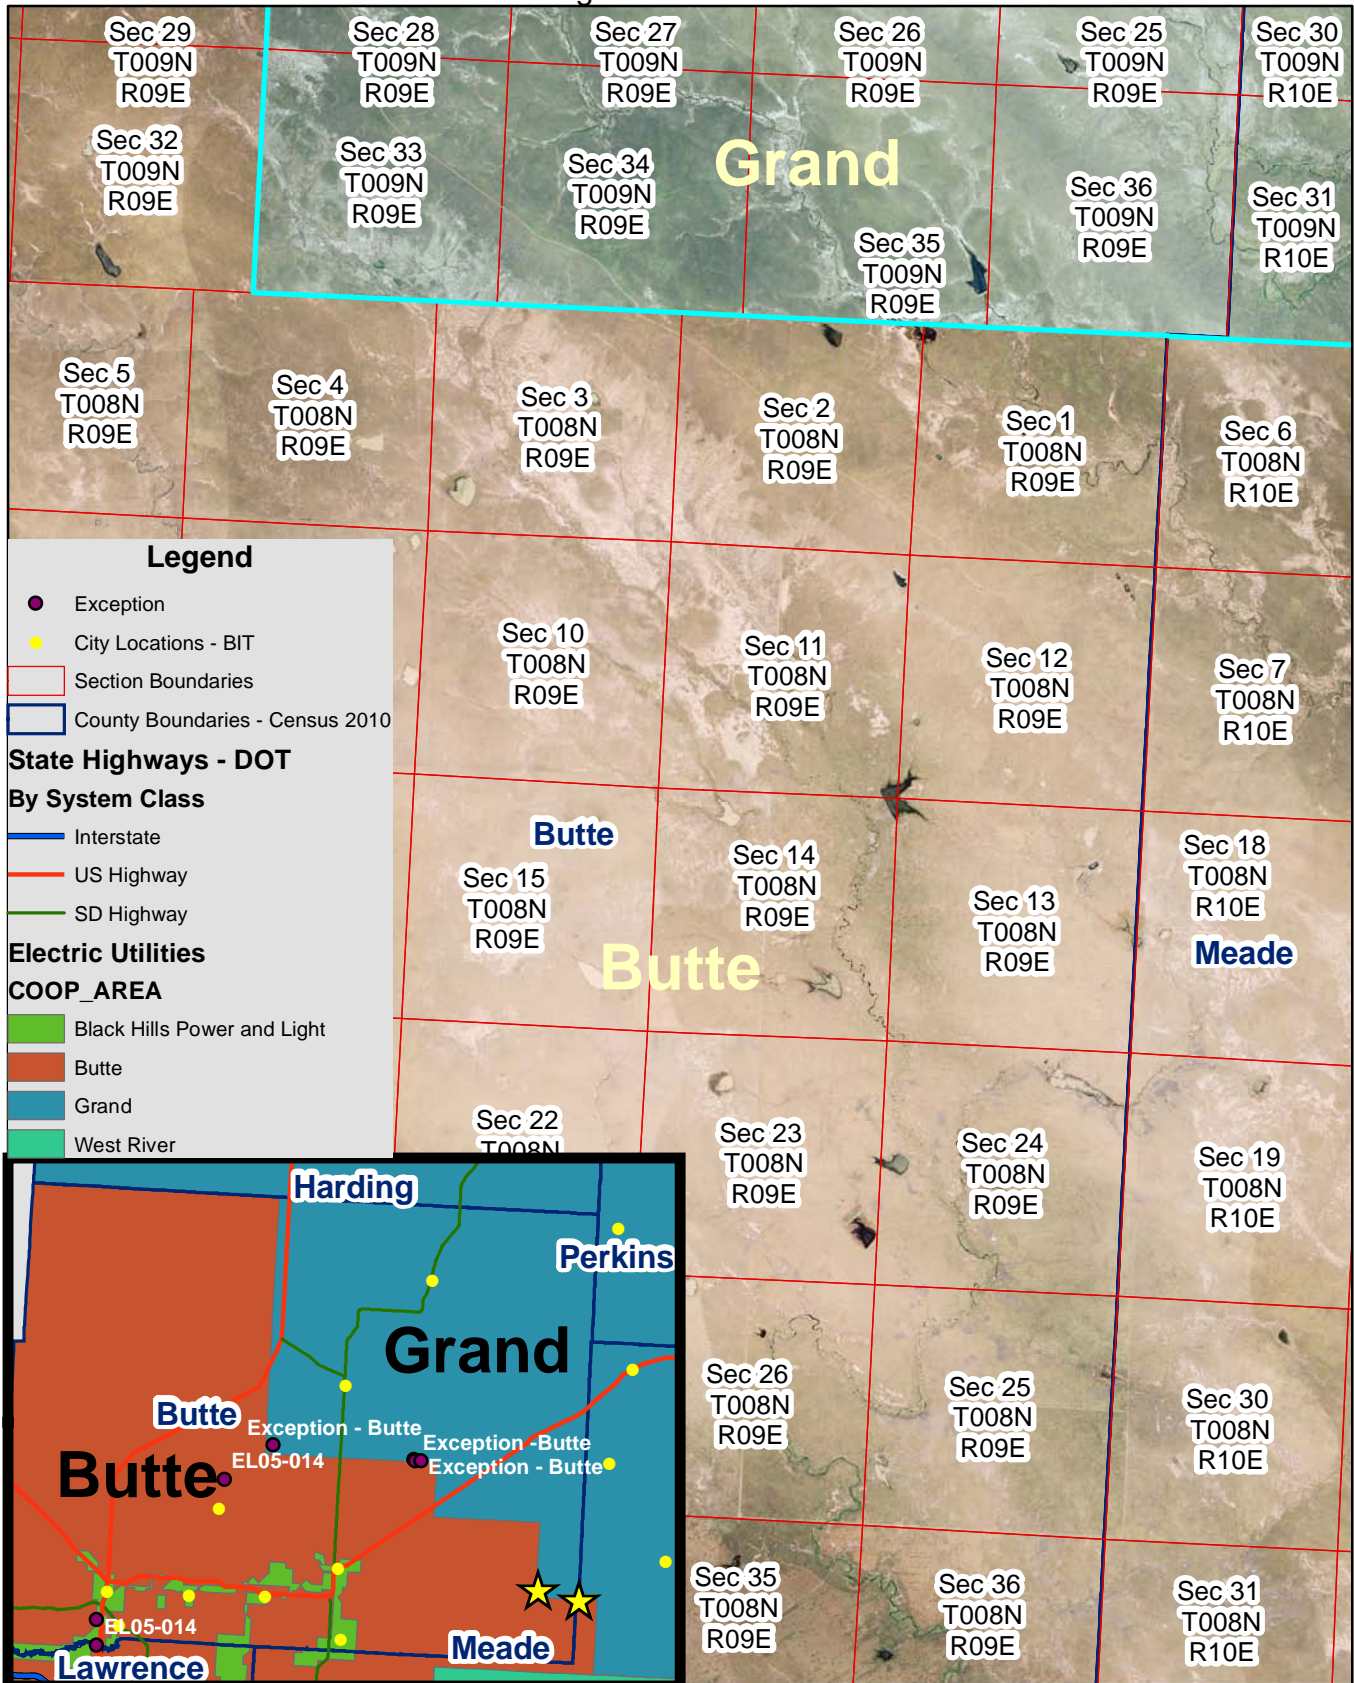 Sec 29
T009N
R09E
Sec 28
T009N
R09E
Sec 27
T009N
R09E
Sec 26
T009N
R09E
Sec 25
T009N
R09E
Sec 30
T009N
R10E
Sec 32
T009N
R09E
Sec 33
T009N
R09E
Sec 34
T009N
R09E
Grand
Sec 35
T009N
R09E
Sec 36
T009N
R09E
Sec 31
T009N
R10E
Sec 5
T008N
R09E
Sec 4
T008N
R09E
Sec 3
T008N
R09E
Sec 2
T008N
R09E
Sec 1
T008N
R09E
Sec 6
T008N
R10E
Sec 10
T008N
R09E
Sec 11
T008N
R09E
Sec 12
T008N
R09E
Sec 7
T008N
R10E
Butte
Sec 15
T008N
R09E
Sec 14
T008N
R09E
Butte
Sec 13
T008N
R09E
Sec 18
T008N
R10E
Meade
Sec 22
T008N
Sec 23
T008N
R09E
Sec 24
T008N
R09E
Sec 19
T008N
R10E
Sec 26
T008N
R09E
Sec 25
T008N
R09E
Sec 30
T008N
R10E
Sec 35
T008N
R09E
Sec 36
T008N
R09E
Sec 31
T008N
R10E
Legend
Exception
City Locations - BIT
Section Boundaries
County Boundaries - Census 2010
State Highways - DOT
By System Class
Interstate
US Highway
SD Highway
Electric Utilities
COOP_AREA
Black Hills Power and Light
Butte
Grand
West River
Harding
Perkins
Grand
Butte
Exception - Butte
EL05-014
Exception -Butte
Exception - Butte
Butte
EL05-014
Meade
Lawrence